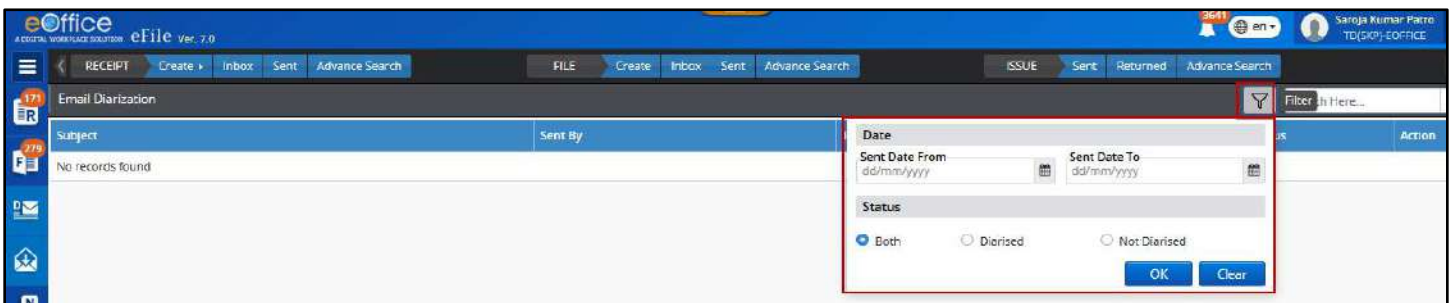 eOffice
A DIGITAL WORKPLACE SOLUTION eFile Ver. 7.0
3641
en
Saroja Kumar Patro
TD(SKP)-EOFFICE
RECEIPT Create Inbox Sent Advance Search FILE Create Inbox Sent Advance Search ISSUE Sent Returned Advance Search
171
R
Email Diarization
Filter h Here...
Subject Sent By us Action
279
F
No records found
Date
Sent Date From Sent Date To
dd/mm/yyyy dd/mm/yyyy
D
Status
Both Diarised Not Diarised
OK Clear
N